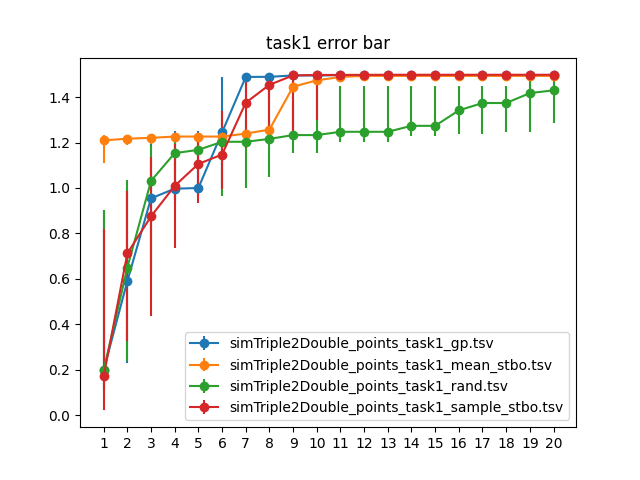 task1 error bar
1.4
1.2
1.0
0.8
0.6
0.4
0.2
0.0
simTriple2Double_points_task1_gp.tsv
simTriple2Double_points_task1_mean_stbo.tsv
simTriple2Double_points_task1_rand.tsv
simTriple2Double_points_task1_sample_stbo.tsv
1 2 3 4 5 6 7 8 9 10 11 12 13 14 15 16 17 18 19 20